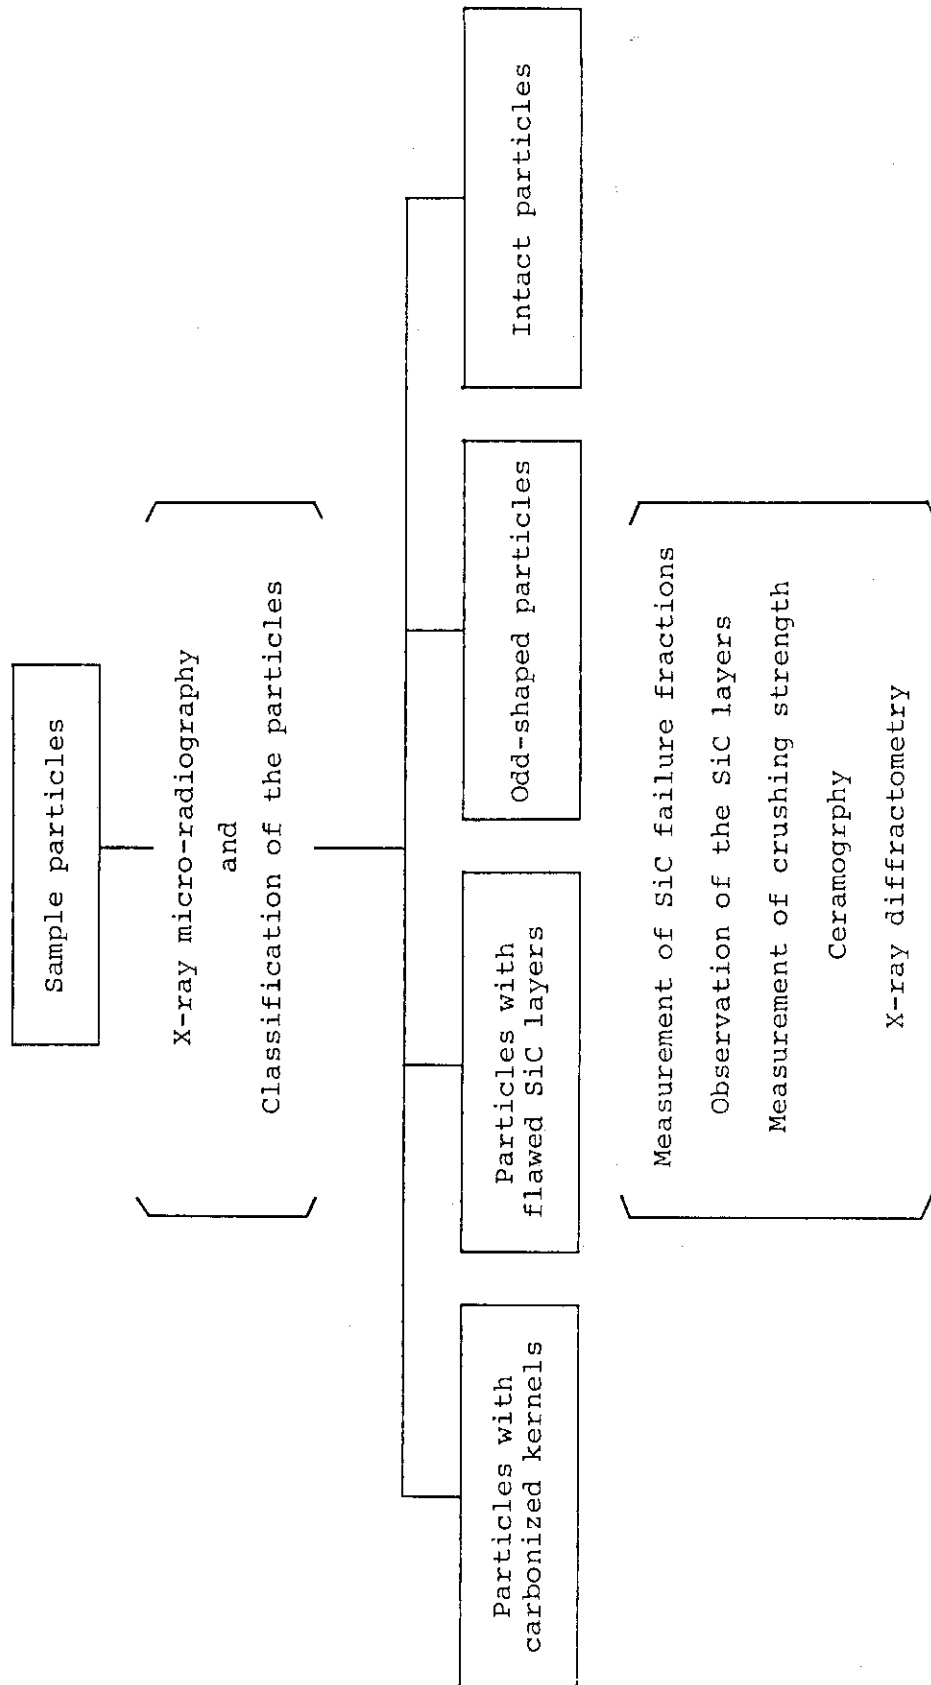 Sample particles
X-ray micro-radiography
and
Classification of the particles
Particles with
carbonized kernels
Particles with
flawed SiC layers
Odd-shaped particles
Intact particles
Measurement of SiC failure fractions
Observation of the SiC layers
Measurement of crushing strength
Ceramogrphy
X-ray diffractometry